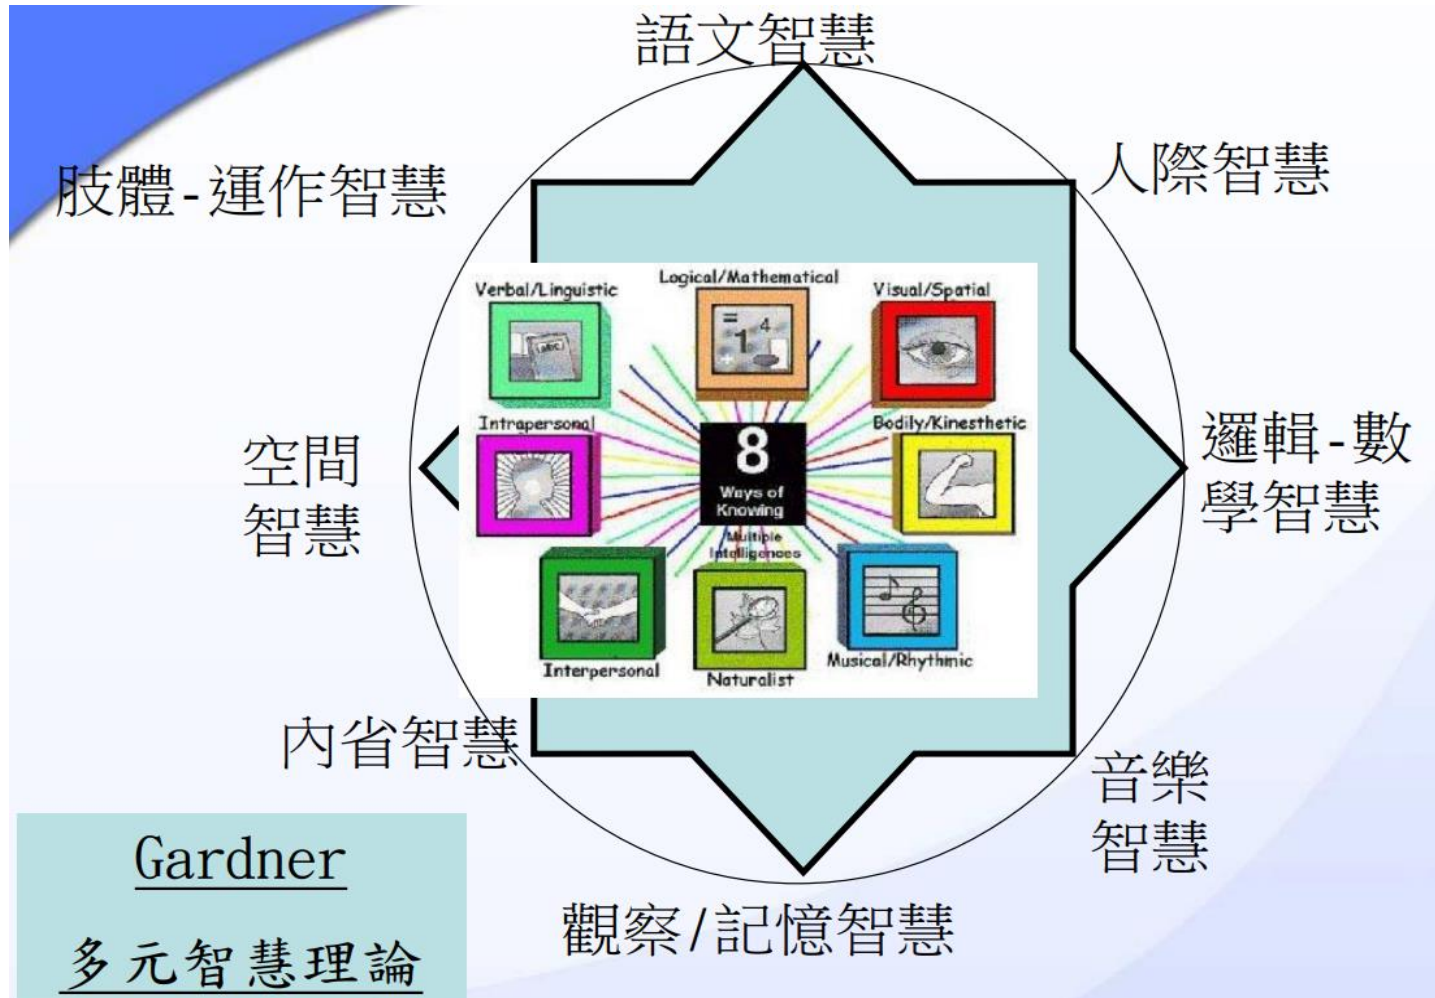 語文智慧
肢體-運作智慧
人際智慧
Logical/Mathematical
Verbal/Linguistic
Visual/Spatial
=
1
4
+
abc
Intrapersonal
Bodily/Kinesthetic
8
Ways of
Knowing
Multiple
Intelligences
空間
智慧
邏輯-數
學智慧
Interpersonal
Naturalist
Musical/Rhythmic
內省智慧
音樂
智慧
觀察/記憶智慧
Gardner
多元智慧理論